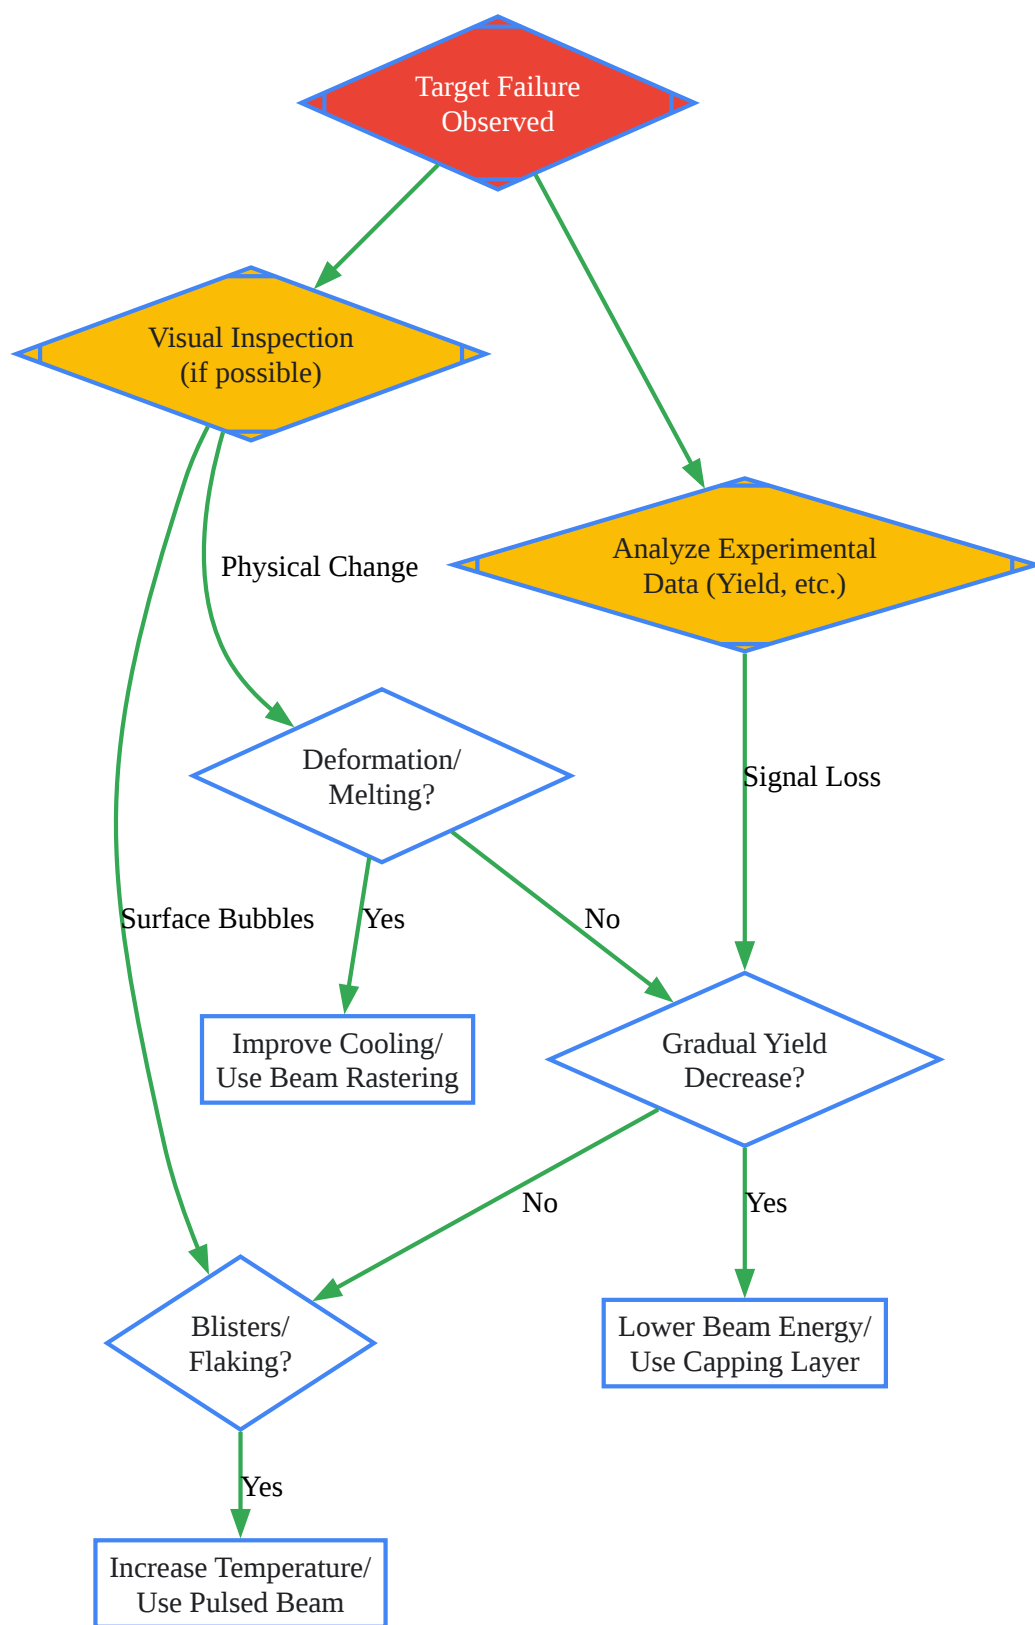 Target Failure
Observed
Visual Inspection
(if possible)
Analyze Experimental
Data (Yield, etc.)
Physical Change
Deformation/
Melting?
Signal Loss
Surface Bubbles
Yes
No
Improve Cooling/
Use Beam Rastering
Gradual Yield
Decrease?
No
Yes
Blisters/
Flaking?
Lower Beam Energy/
Use Capping Layer
Yes
Increase Temperature/
Use Pulsed Beam